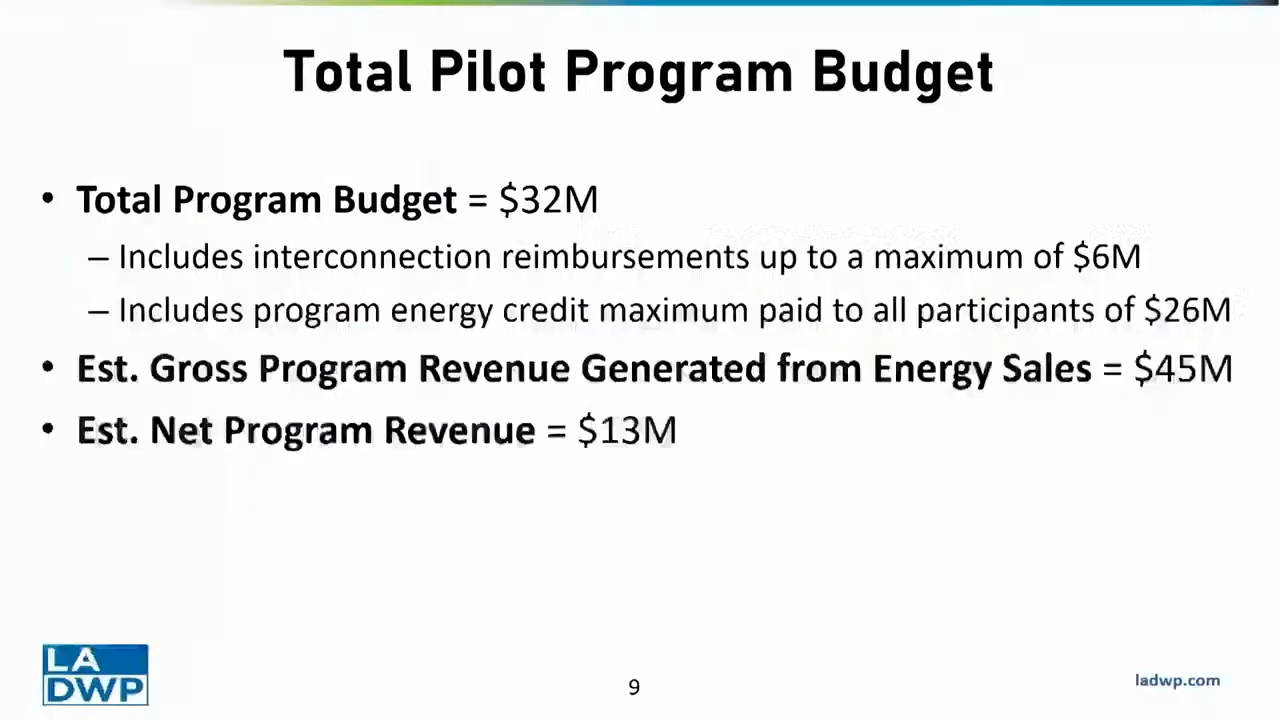 Total Pilot Program Budget
• Total Program Budget = $32M
– Includes interconnection reimbursements up to a maximum of $6M
– Includes program energy credit maximum paid to all participants of $26M
• Est. Gross Program Revenue Generated from Energy Sales = $45M
• Est. Net Program Revenue = $13M
LA
DWP
9
ladwp.com